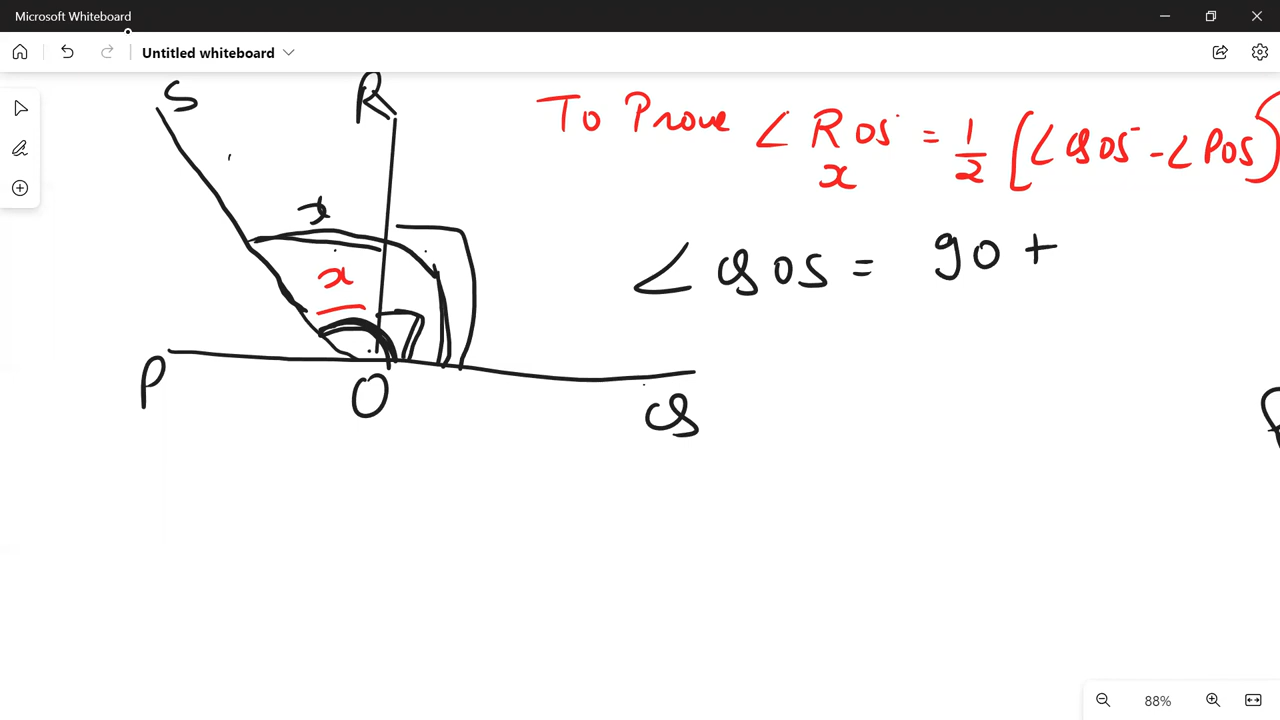 Microsoft Whiteboard
Untitled whiteboard
S
R
To Prove ∠ROS = 1/2 (∠QOS - ∠POS)
x
x
∠QOS = 90 +
x
P
O
Q
88%